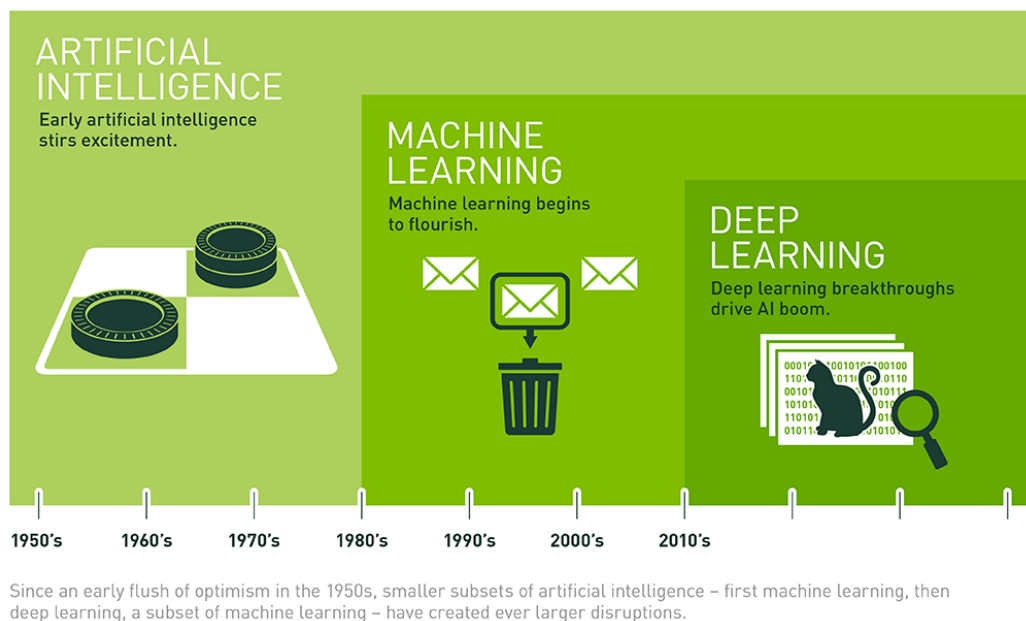 ARTIFICIAL
INTELLIGENCE
Early artificial intelligence
stirs excitement.
MACHINE
LEARNING
Machine learning begins
to flourish.
DEEP
LEARNING
Deep learning breakthroughs
drive AI boom.
1950's
1960's
1970's
1980's
1990's
2000's
2010's
Since an early flush of optimism in the 1950s, smaller subsets of artificial intelligence – first machine learning, then
deep learning, a subset of machine learning – have created ever larger disruptions.